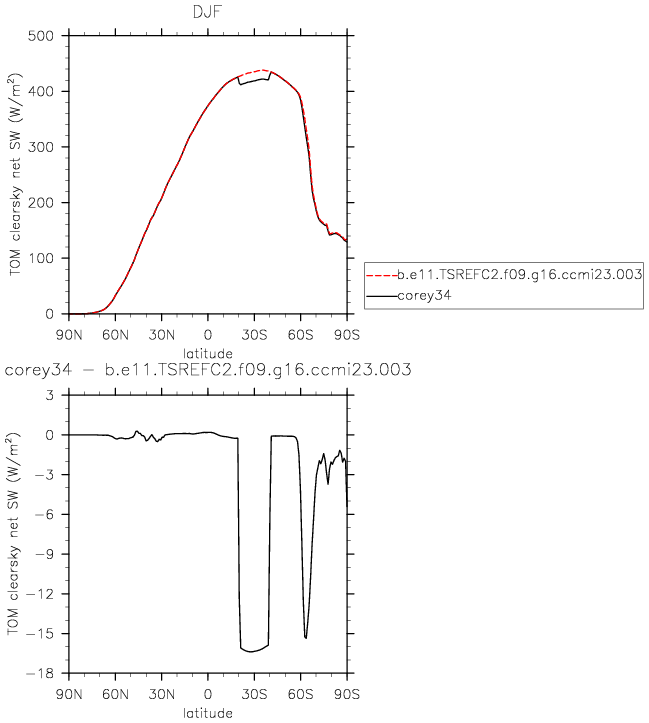 DJF
TOM clearsky net SW (W/m²)
500
400
300
200
100
0
90N 60N 30N 0 30S 60S 90S
latitude
b.e11.TSREFC2.f09.g16.ccmi23.003
corey34
corey34 − b.e11.TSREFC2.f09.g16.ccmi23.003
TOM clearsky net SW (W/m²)
3
0
−3
−6
−9
−12
−15
−18
90N 60N 30N 0 30S 60S 90S
latitude